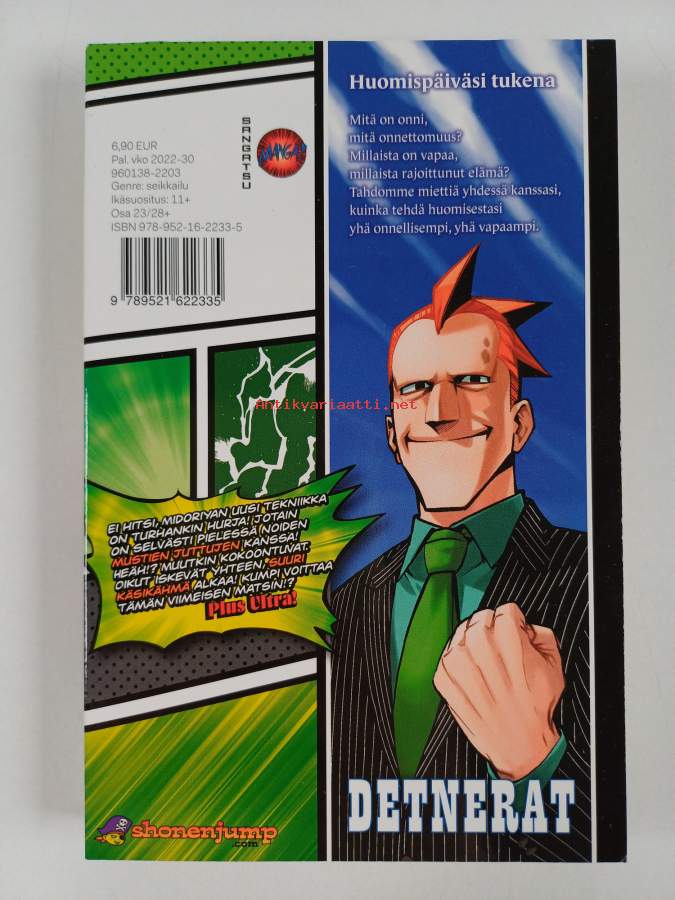 6,90 EUR
Pal. vko 2022-30
960138-2203
Genre: seikkailu
Ikäsuositus: 11+
Osa 23/28+
ISBN 978-952-16-2233-5
9 789521 622335
SANGATSU
MANGA!
Huomispäiväsi tukena
Mitä on onni,
mitä onnettomuus?
Millaista on vapaa,
millaista rajoittunut elämä?
Tahdomme miettiä yhdessä kanssasi,
kuinka tehdä huomisestasi
yhä onnellisempi, yhä vapaampi.
Antikvariaatti.net
EI HITSI, MIDORIYAN UUSI TEKNIIKKA
ON TURHANKIN HURJA! JOTAIN
ON SELVÄSTI PIELESSÄ NOIDEN
MUSTIEN JUTTUJEN KANSSA!
HEÄH!? MUUTKIN KOKOONTUVAT.
OIKUT ISKEVÄT YHTEEN, SUURI
KÄSIKÄHMÄ ALKAA! KUMPI VOITTAA
TÄMÄN VIIMEISEN MATSIN!?
Plus Ultra!
shonenjump
.com
DETNERAT